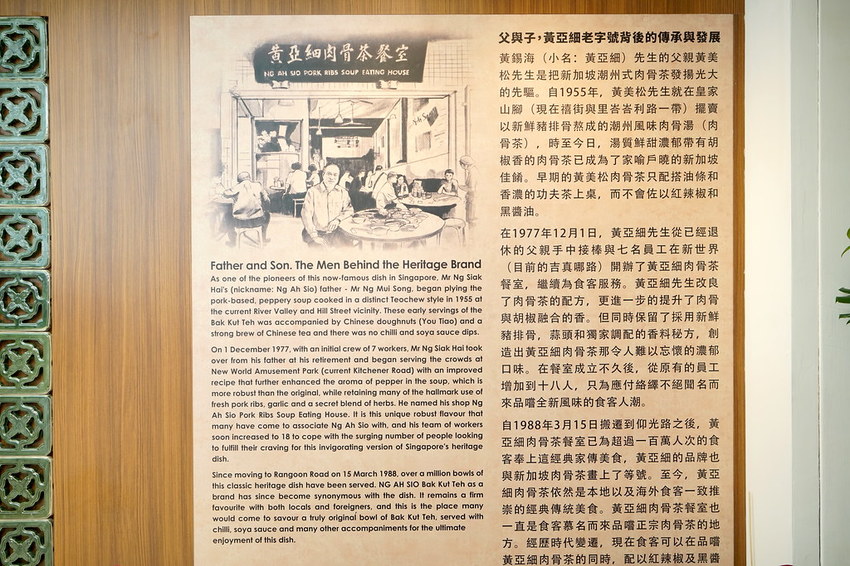 黃亞細肉骨茶餐室
NG AH SIO PORK RIBS SOUP EATING HOUSE
Father and Son. The Men Behind the Heritage Brand
As one of the pioneers of this now-famous dish in Singapore, Mr Ng Siak
Hai's (nickname: Ng Ah Sio) father - Mr Ng Mui Song, began plying the
pork-based, peppery soup cooked in a distinct Teochew style in 1955 at
the current River Valley and Hill Street vicinity. These early servings of the
Bak Kut Teh was accompanied by Chinese doughnuts (You Tiao) and a
strong brew of Chinese tea and there was no chilli and soya sauce dips.
On 1 December 1977, with an initial crew of 7 workers, Mr Ng Siak Hai took
over from his father at his retirement and began serving the crowds at
New World Amusement Park (current Kitchener Road) with an improved
recipe that further enhanced the aroma of pepper in the soup, which is
more robust than the original, while retaining many of the hallmark use of
fresh pork ribs, garlic and a secret blend of herbs. He named his shop Ng
Ah Sio Pork Ribs Soup Eating House. It is this unique robust flavour that
many have come to associate Ng Ah Sio with, and his team of workers
soon increased to 18 to cope with the surging number of people looking
to fulfill their craving for this invigorating version of Singapore's heritage
dish.
Since moving to Rangoon Road on 15 March 1988, over a million bowls of
this classic heritage dish have been served. NG AH SIO Bak Kut Teh as a
brand has since become synonymous with the dish. It remains a firm
favourite with both locals and foreigners, and this is the place many
would come to savour a truly original bowl of Bak Kut Teh, served with
chilli, soya sauce and many other accompaniments for the ultimate
enjoyment of this dish.
父與子，黃亞細老字號背後的傳承與發展
黃錫海（小名：黃亞細）先生的父親黃美
松先生是把新加坡潮州式肉骨茶發揚光大
的先驅。自1955年，黃美松先生就在皇家
山腳（現在禧街與里峇峇利路一帶）擺賣
以新鮮豬排骨熬成的潮州風味肉骨湯（肉
骨茶），時至今日，湯質鮮甜濃郁帶有胡
椒香的肉骨茶已成為了家喻戶曉的新加坡
佳餚。早期的黃美松肉骨茶只配搭油條和
香濃的功夫茶上桌，而不會佐以紅辣椒和
黑醬油。
在1977年12月1日，黃亞細先生從已經退
休的父親手中接棒與七名員工在新世界
（目前的吉真哪路）開辦了黃亞細肉骨茶
餐室，繼續為食客服務。黃亞細先生改良
了肉骨茶的配方，更進一步的提升了肉骨
與胡椒融合的香。但同時保留了採用新鮮
豬排骨，蒜頭和獨家調配的香料秘方，創
造出黃亞細肉骨茶那令人難以忘懷的濃郁
口味。在餐室成立不久後，從原有的員工
增加到十八人，只為應付絡繹不絕聞名而
來品嚐全新風味的食客人潮。
自1988年3月15日搬遷到仰光路之後，黃
亞細肉骨茶餐室已為超過一百萬人次的食
客奉上這經典家傳美食，黃亞細的品牌也
與新加坡肉骨茶畫上了等號。至今，黃亞
細肉骨茶依然是本地以及海外食客一致推
崇的經典傳統美食。黃亞細肉骨茶餐室也
一直是食客慕名而來品嚐正宗肉骨茶的地
方。經歷時代變遷，現在食客可以在品嚐
黃亞細肉骨茶的同時，配以紅辣椒及黑醬